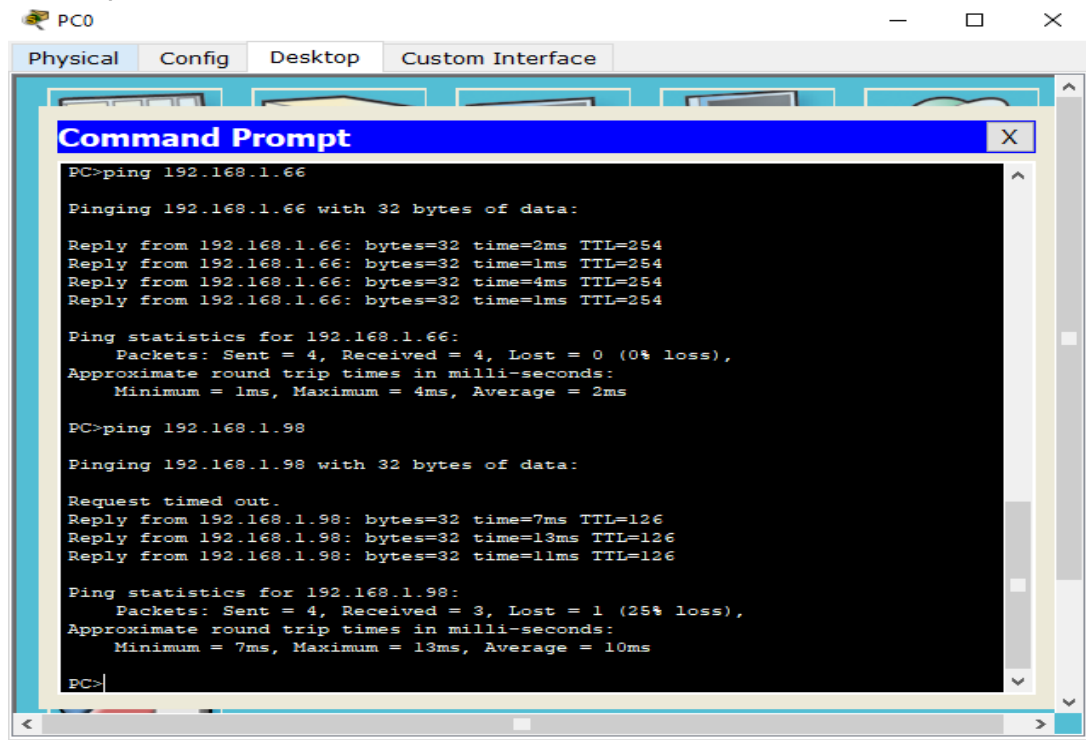 PC0
Physical Config Desktop Custom Interface
Command Prompt
X
PC>ping 192.168.1.66
Pinging 192.168.1.66 with 32 bytes of data:
Reply from 192.168.1.66: bytes=32 time=2ms TTL=254
Reply from 192.168.1.66: bytes=32 time=1ms TTL=254
Reply from 192.168.1.66: bytes=32 time=4ms TTL=254
Reply from 192.168.1.66: bytes=32 time=1ms TTL=254
Ping statistics for 192.168.1.66:
Packets: Sent = 4, Received = 4, Lost = 0 (0% loss),
Approximate round trip times in milli-seconds:
Minimum = 1ms, Maximum = 4ms, Average = 2ms
PC>ping 192.168.1.98
Pinging 192.168.1.98 with 32 bytes of data:
Request timed out.
Reply from 192.168.1.98: bytes=32 time=7ms TTL=126
Reply from 192.168.1.98: bytes=32 time=13ms TTL=126
Reply from 192.168.1.98: bytes=32 time=11ms TTL=126
Ping statistics for 192.168.1.98:
Packets: Sent = 4, Received = 3, Lost = 1 (25% loss),
Approximate round trip times in milli-seconds:
Minimum = 7ms, Maximum = 13ms, Average = 10ms
PC>